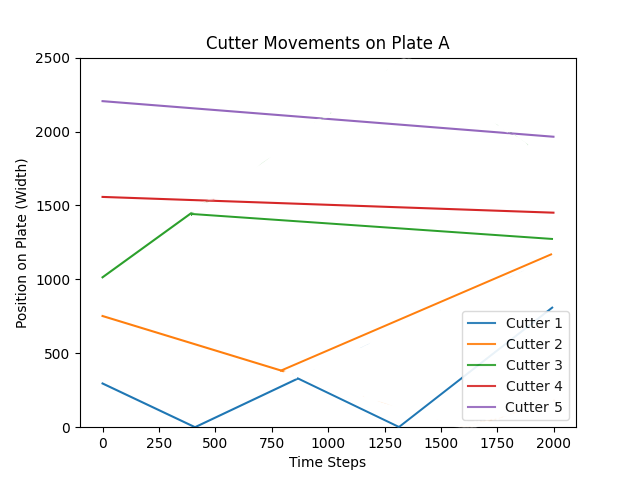 Cutter Movements on Plate A
2500
2000
1500
1000
500
0
Position on Plate (Width)
0 250 500 750 1000 1250 1500 1750 2000
Time Steps
Cutter 1
Cutter 2
Cutter 3
Cutter 4
Cutter 5